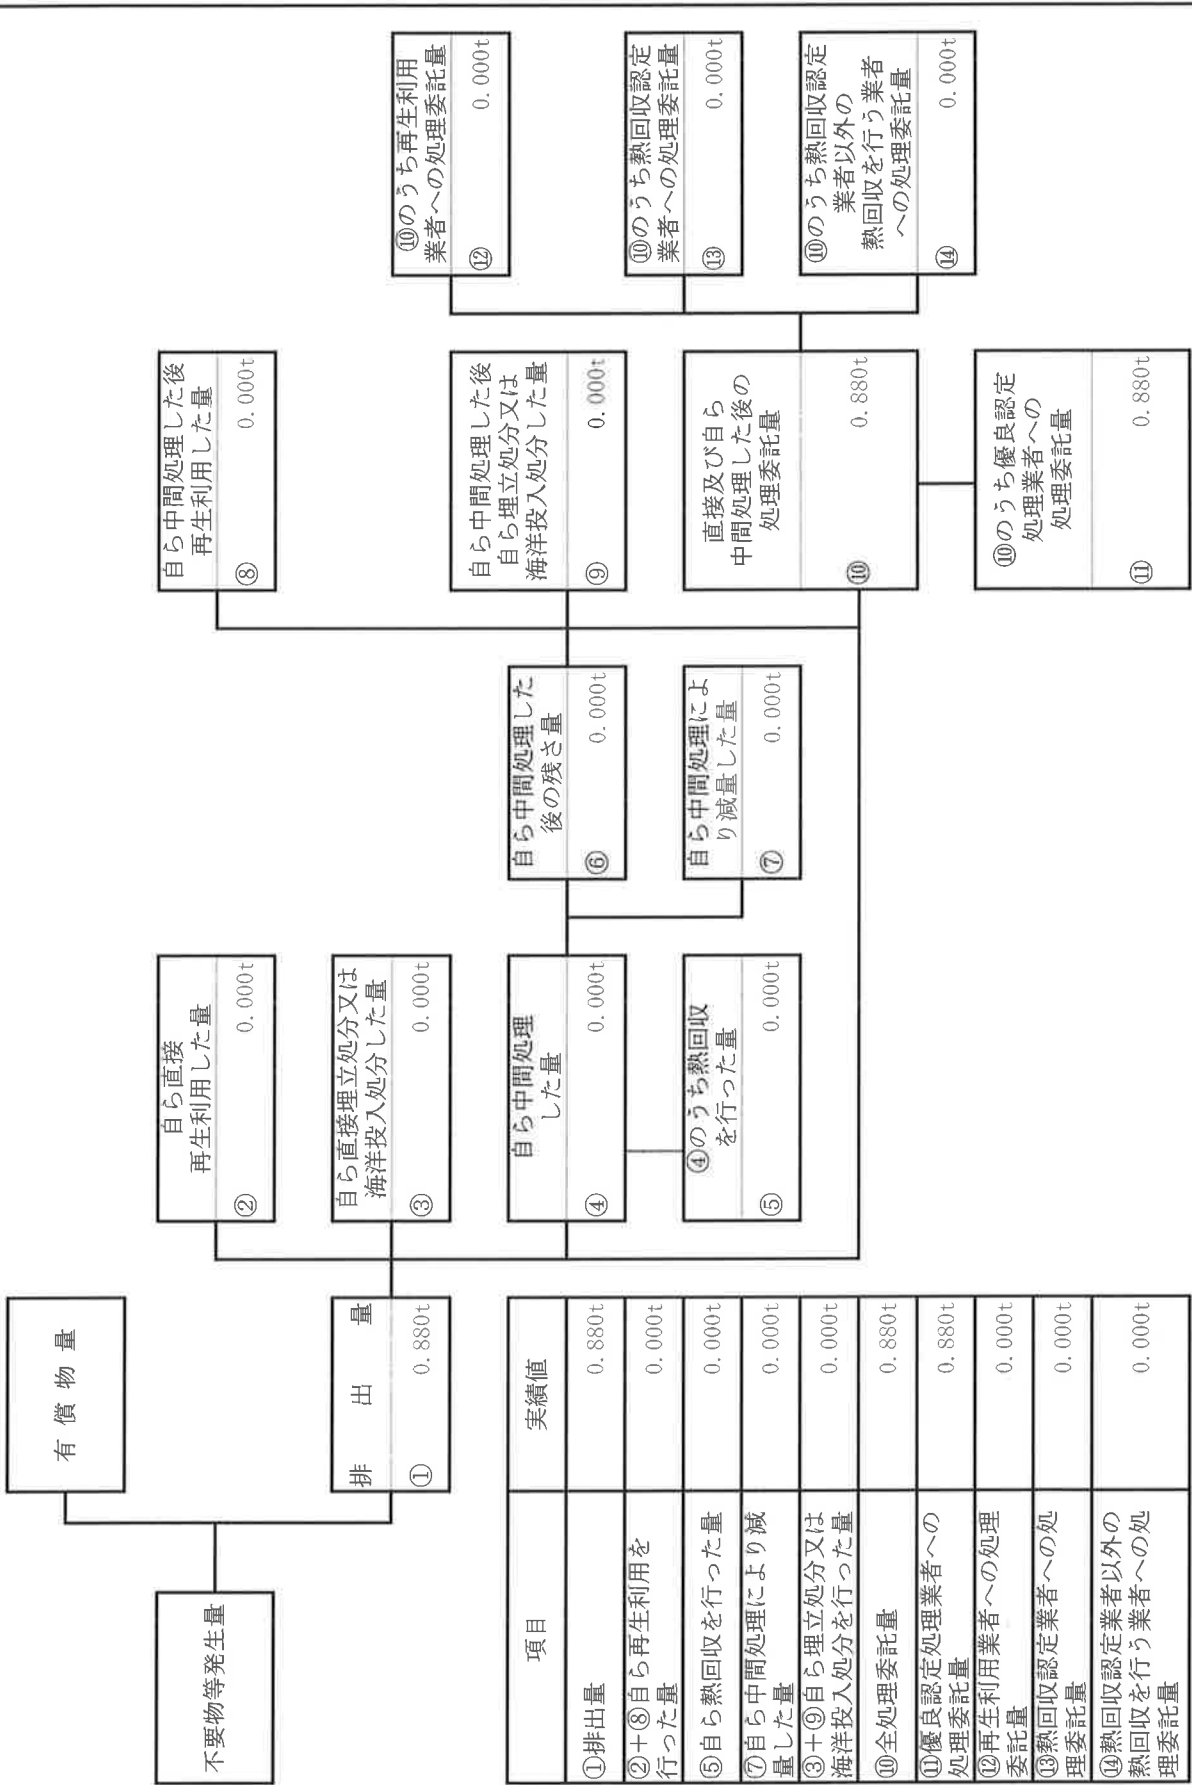 有 償 物 量
不要物等発生量
排 出 量
① 0.880t
自ら直接
再生利用した量
② 0.000t
自ら直接埋立処分又は
海洋投入処分した量
③ 0.000t
自ら中間処理
した量
④ 0.000t
④のうち熱回収
を行った量
⑤ 0.000t
自ら中間処理した
後の残さ量
⑥ 0.000t
自ら中間処理によ
り減量した量
⑦ 0.000t
自ら中間処理した後
再生利用した量
⑧ 0.000t
自ら中間処理した後
自ら埋立処分又は
海洋投入処分した量
⑨ 0.000t
直接及び自ら
中間処理した後の
処理委託量
⑩ 0.880t
⑩のうち優良認定
処理業者への
処理委託量
⑪ 0.880t
⑩のうち再生利用
業者への処理委託量
⑫ 0.000t
⑩のうち熱回収認定
業者への処理委託量
⑬ 0.000t
⑩のうち熱回収認定
業者以外の
熱回収を行う業者
への処理委託量
⑭ 0.000t
項目 実績値
①排出量 0.880t
②+⑧自ら再生利用を
行った量 0.000t
⑤自ら熱回収を行った量 0.000t
⑦自ら中間処理により減
量した量 0.000t
③+⑨自ら埋立処分又は
海洋投入処分を行った量 0.000t
⑩全処理委託量 0.880t
⑪優良認定処理業者への
処理委託量 0.880t
⑫再生利用業者への処理
委託量 0.000t
⑬熱回収認定業者への処
理委託量 0.000t
⑭熱回収認定業者以外の
熱回収を行う業者への処
理委託量 0.000t